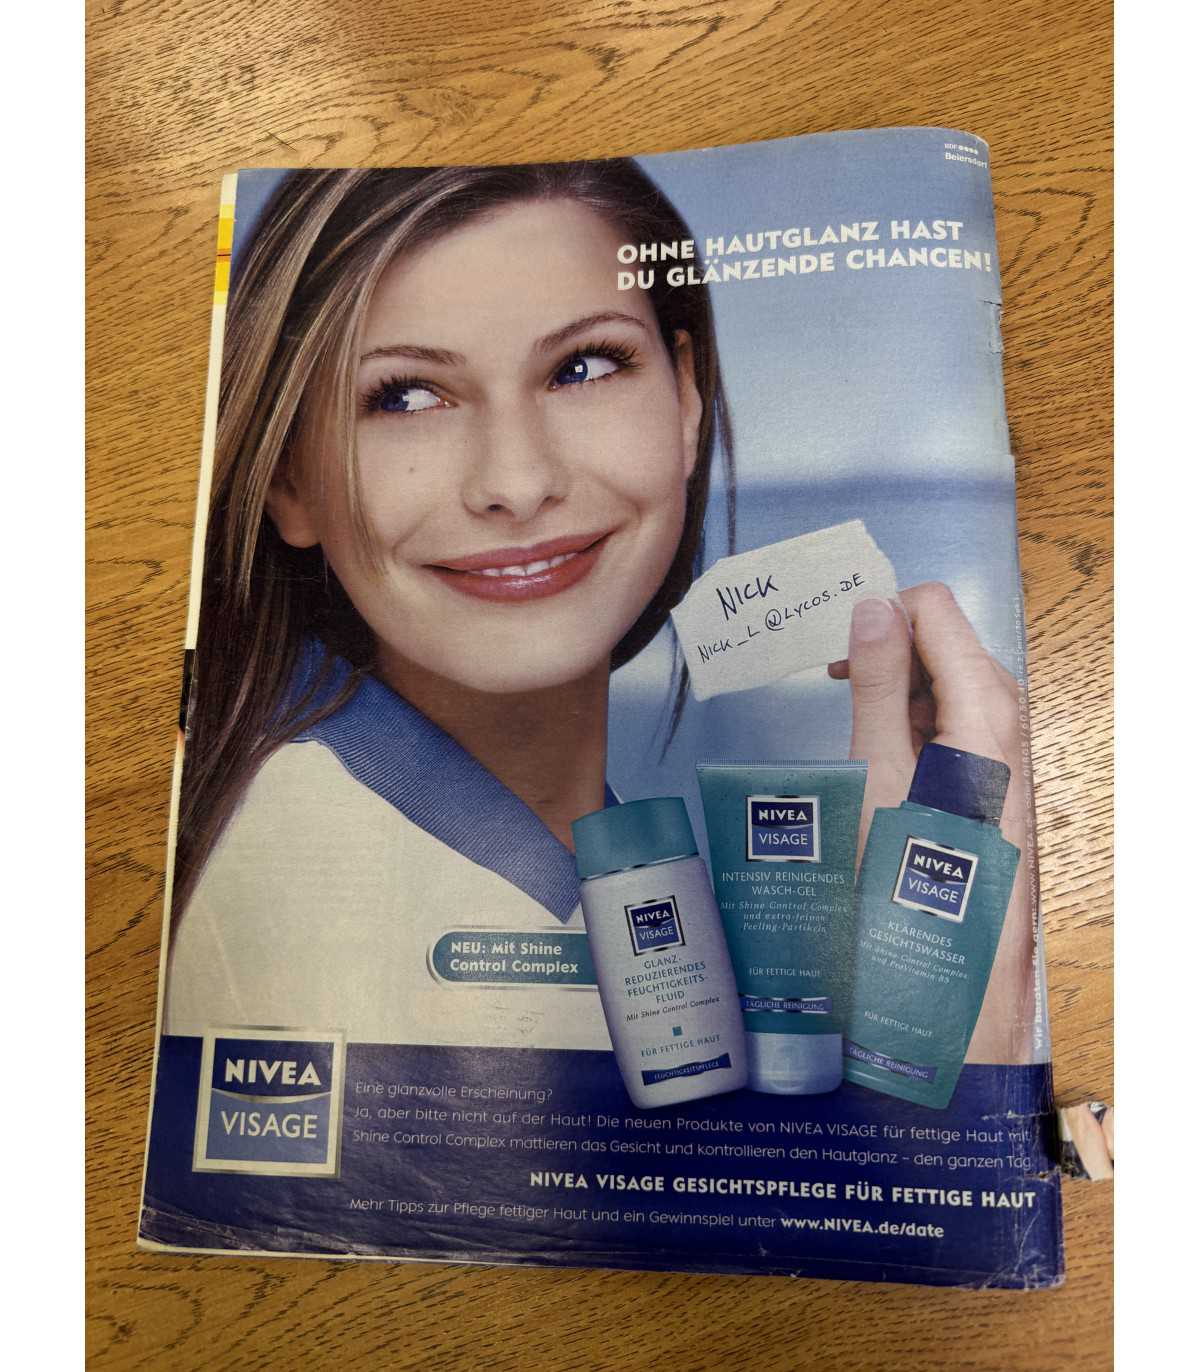 BDF ●●●●
Beiersdorf
OHNE HAUTGLANZ HAST
DU GLÄNZENDE CHANCEN!
NICK
NICK_L@LYCOS.DE
NEU: Mit Shine
Control Complex
NIVEA
VISAGE
GLANZ-
REDUZIERENDES
FEUCHTIGKEITS-
FLUID
Mit Shine Control Complex
FÜR FETTIGE HAUT
FEUCHTIGKEITSPFLEGE
NIVEA
VISAGE
INTENSIV REINIGENDES
WASCH-GEL
Mit Shine Control Complex
und extra-feinen
Peeling-Partikeln
FÜR FETTIGE HAUT
TÄGLICHE REINIGUNG
NIVEA
VISAGE
KLÄRENDES
GESICHTSWASSER
Mit Shine Control Complex
und ProVitamin B5
FÜR FETTIGE HAUT
TÄGLICHE REINIGUNG
NIVEA
VISAGE
Eine glanzvolle Erscheinung?
Ja, aber bitte nicht auf der Haut! Die neuen Produkte von NIVEA VISAGE für fettige Haut mit
Shine Control Complex mattieren das Gesicht und kontrollieren den Hautglanz – den ganzen Tag.
NIVEA VISAGE GESICHTSPFLEGE FÜR FETTIGE HAUT
Mehr Tipps zur Pflege fettiger Haut und ein Gewinnspiel unter www.NIVEA.de/date